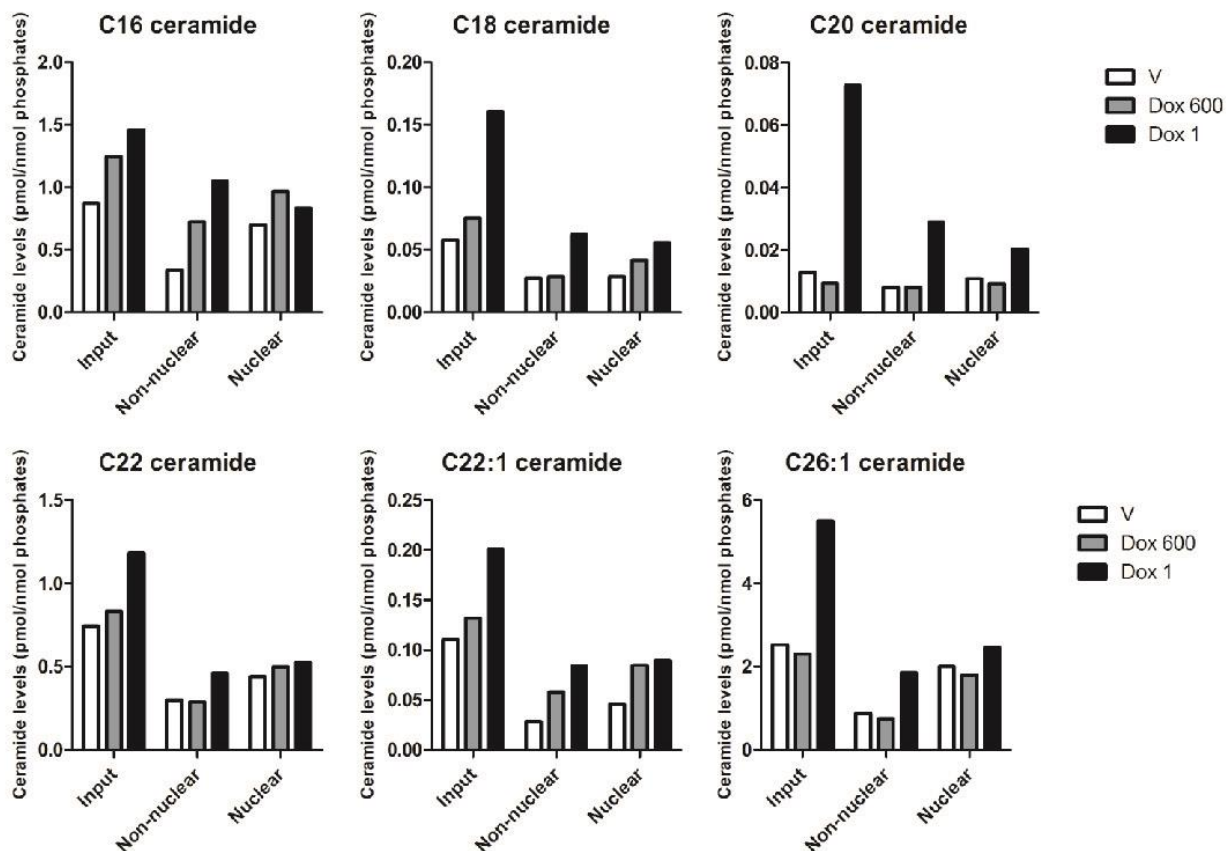 C16 ceramide
Ceramide levels (pmol/nmol phosphates)
2.0
1.5
1.0
0.5
0.0
Input
Non-nuclear
Nuclear
C18 ceramide
Ceramide levels (pmol/nmol phosphates)
0.20
0.15
0.10
0.05
0.00
Input
Non-nuclear
Nuclear
C20 ceramide
Ceramide levels (pmol/nmol phosphates)
0.08
0.06
0.04
0.02
0.00
Input
Non-nuclear
Nuclear
V
Dox 600
Dox 1
C22 ceramide
Ceramide levels (pmol/nmol phosphates)
1.5
1.0
0.5
0.0
Input
Non-nuclear
Nuclear
C22:1 ceramide
Ceramide levels (pmol/nmol phosphates)
0.25
0.20
0.15
0.10
0.05
0.00
Input
Non-nuclear
Nuclear
C26:1 ceramide
Ceramide levels (pmol/nmol phosphates)
6
4
2
0
Input
Non-nuclear
Nuclear
V
Dox 600
Dox 1